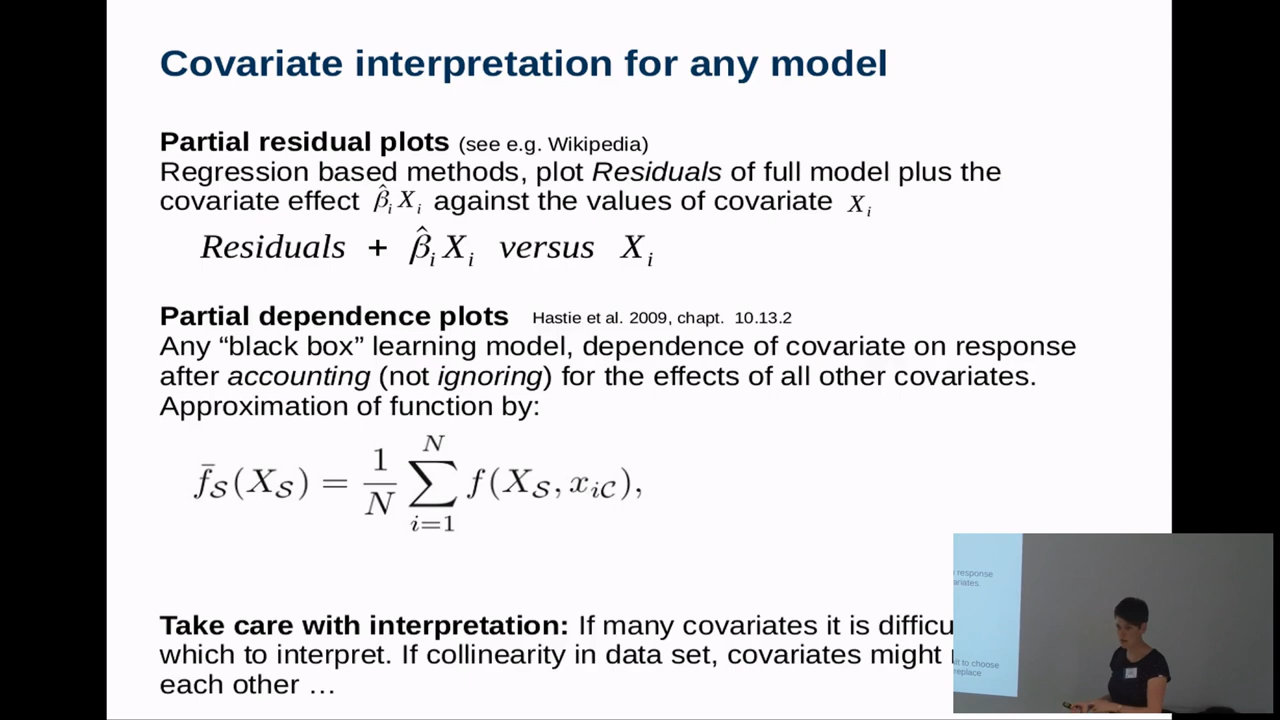 Covariate interpretation for any model
Partial residual plots (see e.g. Wikipedia)
Regression based methods, plot Residuals of full model plus the
covariate effect β̂ᵢXᵢ against the values of covariate Xᵢ
Residuals + β̂ᵢXᵢ versus Xᵢ
Partial dependence plots Hastie et al. 2009, chapt. 10.13.2
Any “black box” learning model, dependence of covariate on response
after accounting (not ignoring) for the effects of all other covariates.
Approximation of function by:
f̄_S(X_S) = 1/N ∑_{i=1}^{N} f(X_S, x_{iC}),
Take care with interpretation: If many covariates it is
which to interpret. If collinearity in data set, covariates might
each other …
response
to choose
replace